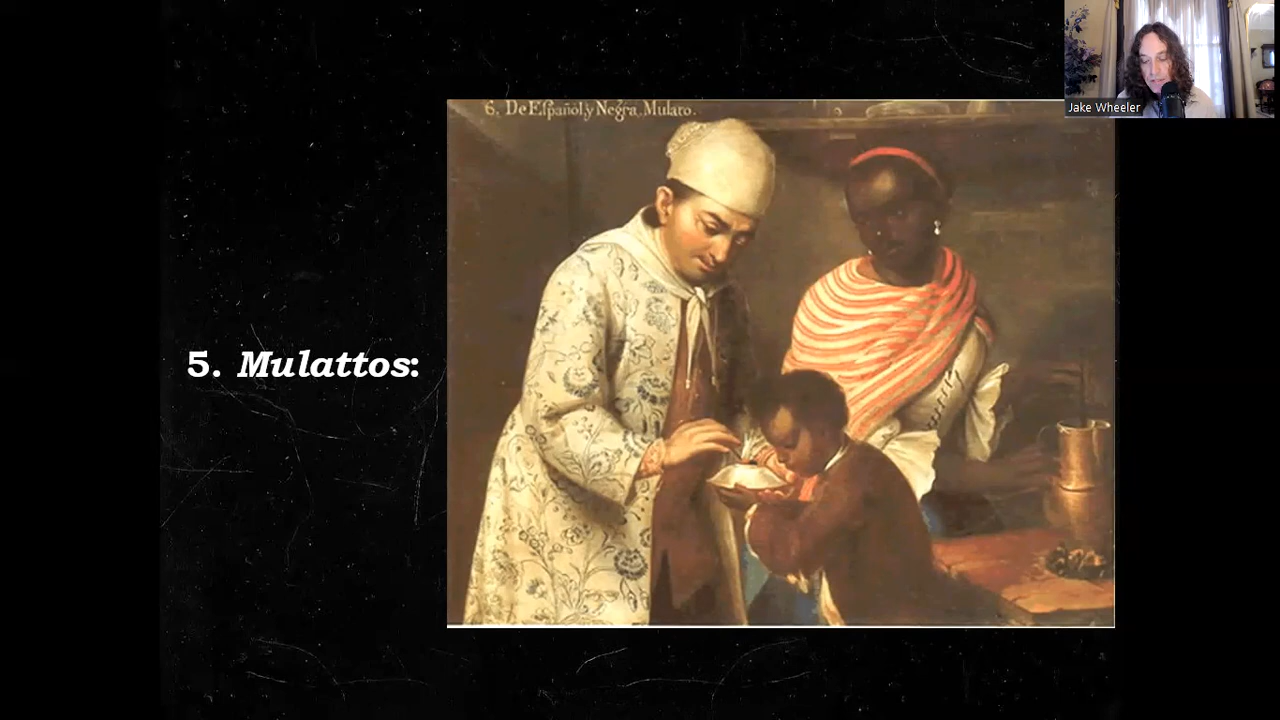 6. De Español, y Negra, Mulato.
5. Mulattos:
Jake Wheeler